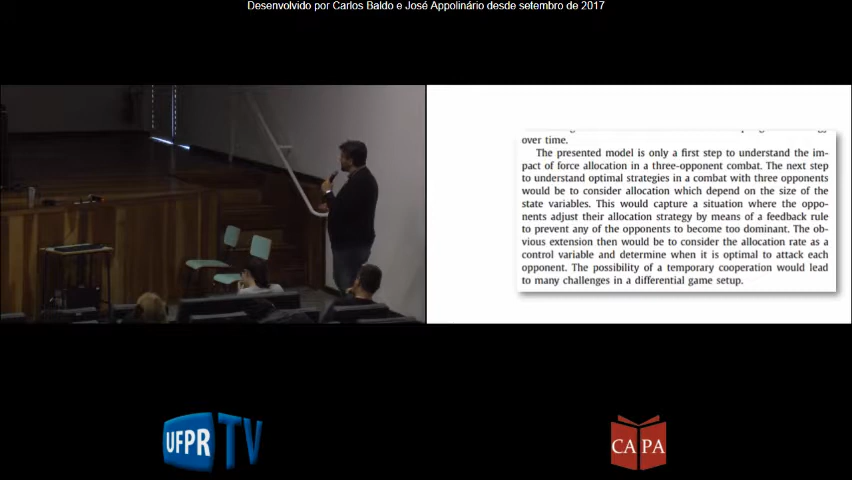 Desenvolvido por Carlos Baldo e José Appolinário desde setembro de 2017
over time.
The presented model is only a first step to understand the im-
pact of force allocation in a three-opponent combat. The next step
to understand optimal strategies in a combat with three opponents
would be to consider allocation which depend on the size of the
state variables. This would capture a situation where the oppo-
nents adjust their allocation strategy by means of a feedback rule
to prevent any of the opponents to become too dominant. The ob-
vious extension then would be to consider the allocation rate as a
control variable and determine when it is optimal to attack each
opponent. The possibility of a temporary cooperation would lead
to many challenges in a differential game setup.
UFPR TV
CAPA